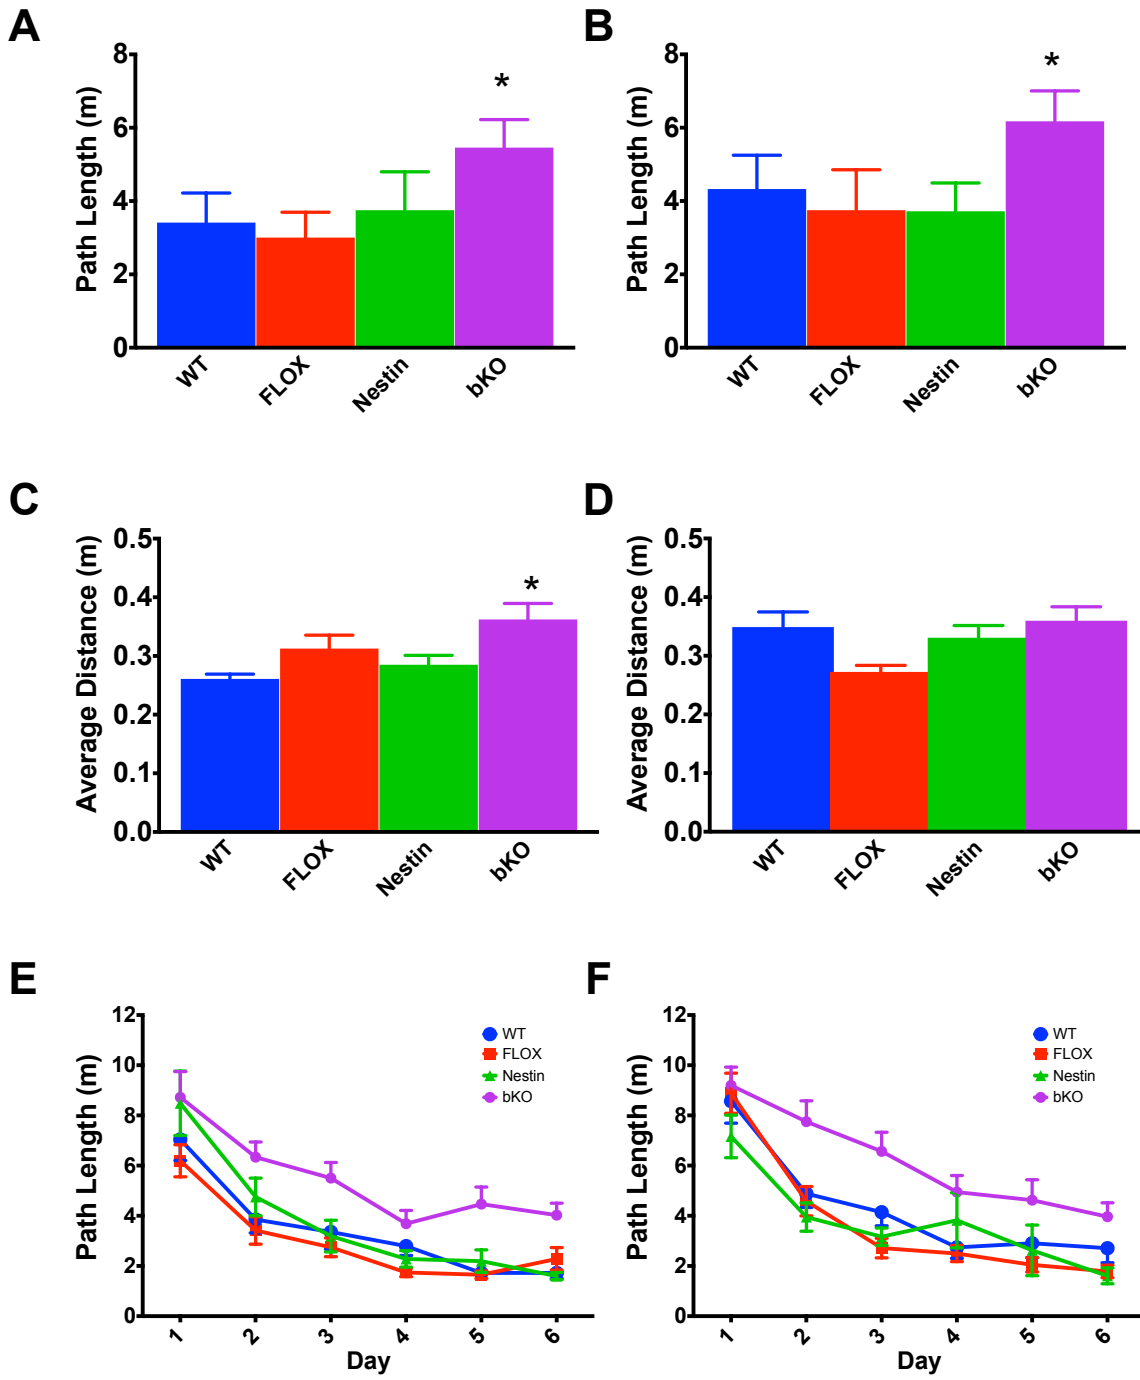 A
Path Length (m)
8
6
4
2
0
*
WT
FLOX
Nestin
bKO
B
Path Length (m)
8
6
4
2
0
*
WT
FLOX
Nestin
bKO
C
Average Distance (m)
0.5
0.4
0.3
0.2
0.1
0.0
*
WT
FLOX
Nestin
bKO
D
Average Distance (m)
0.5
0.4
0.3
0.2
0.1
0.0
WT
FLOX
Nestin
bKO
E
Path Length (m)
12
10
8
6
4
2
0
WT
FLOX
Nestin
bKO
1 2 3 4 5 6
Day
F
Path Length (m)
12
10
8
6
4
2
0
WT
FLOX
Nestin
bKO
1 2 3 4 5 6
Day